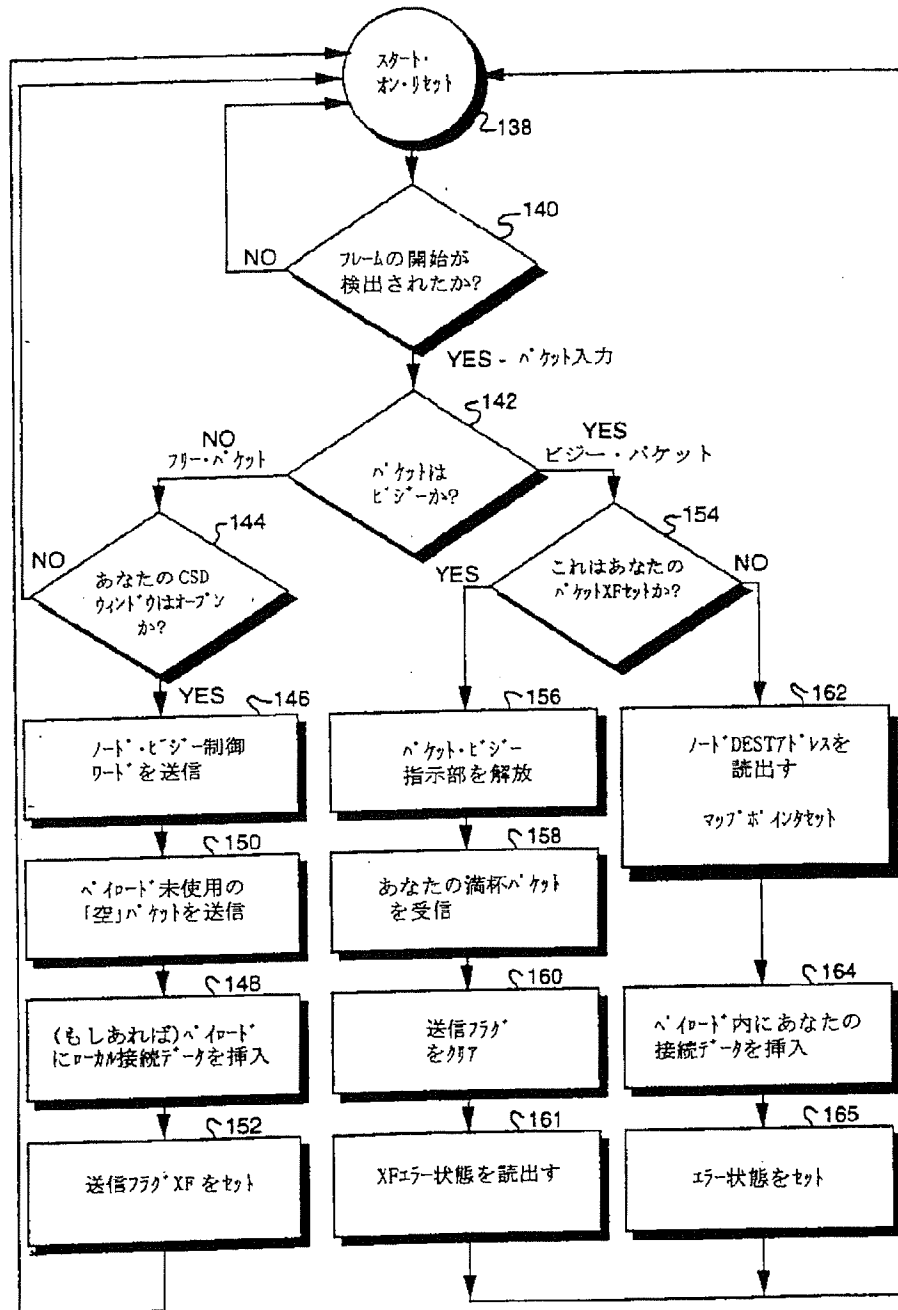 スタート・
オン・リセット
138
140
フレームの開始が
検出されたか?
NO
YES - パケット入力
142
NO
フリー・パケット
YES
ビジー・パケット
パケットは
ビジーか?
144
154
NO
あなたの CSD
ウィンドウはオープン
か?
YES
これはあなたの
パケットXFセットか?
NO
YES
146
ノード・ビジー制御
ワードを送信
156
パケット・ビジー
指示部を解放
162
ノードDESTアドレスを
読出す
マップポインタセット
150
ペイロード未使用の
「空」パケットを送信
158
あなたの満杯パケット
を受信
148
(もしあれば)ペイロード
にローカル接続データを挿入
160
送信フラグ
をクリア
164
ペイロード内にあなたの
接続データを挿入
152
送信フラグXFをセット
161
XFエラー状態を読出す
165
エラー状態をセット